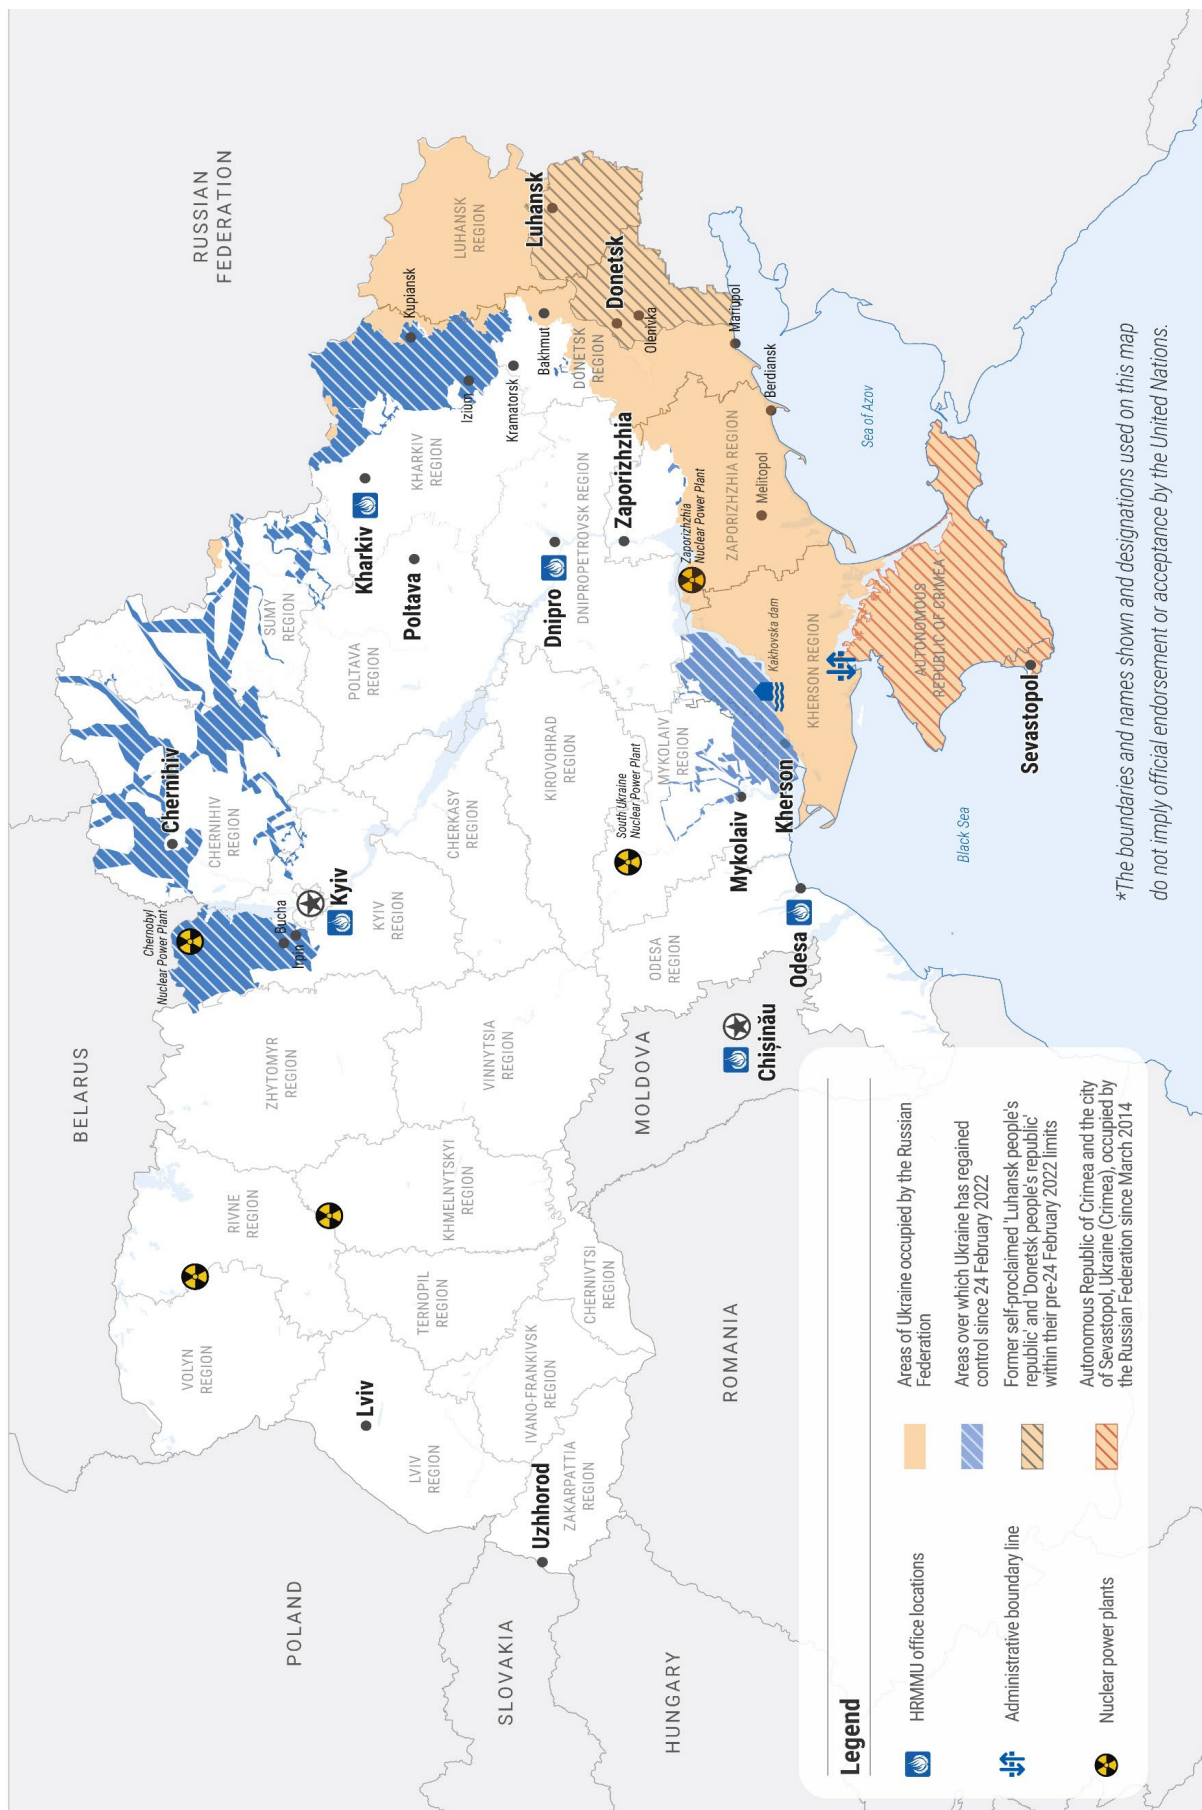 RUSSIAN
FEDERATION
BELARUS
POLAND
SLOVAKIA
HUNGARY
ROMANIA
MOLDOVA
VOLYN
REGION
RIVNE
REGION
ZHYTOMYR
REGION
Chernobyl
Nuclear Power Plant
Bucha
Irpin
Kyiv
KYIV
REGION
Chernihiv
CHERNIHIV
REGION
SUMY
REGION
Kharkiv
KHARKIV
REGION
Poltava
POLTAVA
REGION
Kupiansk
Izium
Kramatorsk
Bakhmut
LUHANSK
REGION
Luhansk
Donetsk
Olenivka
DONETSK
REGION
Mariupol
Berdiansk
Lviv
LVIV
REGION
TERNOPIL
REGION
KHMELNYTSKYI
REGION
VINNYTSIA
REGION
CHERKASY
REGION
KIROVOHRAD
REGION
Dnipro
DNIPROPETROVSK REGION
Zaporizhzhia
Zaporizhzhia
Nuclear Power Plant
ZAPORIZHZHIA REGION
Melitopol
Uzhhorod
ZAKARPATTIA
REGION
IVANO-FRANKIVSK
REGION
CHERNIVTSI
REGION
South Ukraine
Nuclear Power Plant
MYKOLAIV
REGION
Mykolaiv
Kherson
Kakhovska dam
KHERSON REGION
ODESA
REGION
Odesa
Chişinău
Sea of Azov
Black Sea
AUTONOMOUS
REPUBLIC OF CRIMEA
Sevastopol
Legend
HRMMU office locations
Administrative boundary line
Nuclear power plants
Areas of Ukraine occupied by the Russian
Federation
Areas over which Ukraine has regained
control since 24 February 2022
Former self-proclaimed 'Luhansk people's
republic' and 'Donetsk people's republic'
within their pre-24 February 2022 limits
Autonomous Republic of Crimea and the city
of Sevastopol, Ukraine (Crimea), occupied by
the Russian Federation since March 2014
*The boundaries and names shown and designations used on this map
do not imply official endorsement or acceptance by the United Nations.